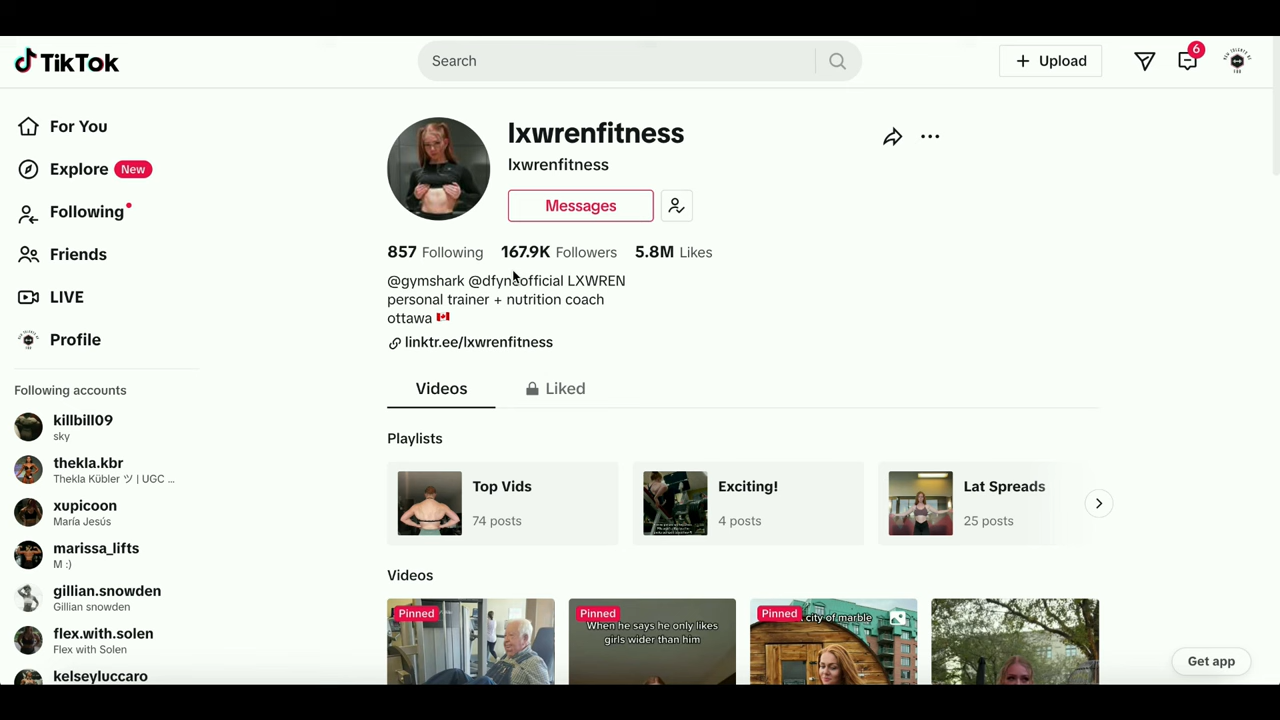 TikTok
Search
Upload
6
For You
Explore New
Following
Friends
LIVE
Profile
Following accounts
killbill09
sky
thekla.kbr
Thekla Kübler ツ | UGC ...
xupicoon
María Jesús
marissa_lifts
M :)
gillian.snowden
Gillian snowden
flex.with.solen
Flex with Solen
kelseyluccaro
lxwrenfitness
lxwrenfitness
Messages
857 Following 167.9K Followers 5.8M Likes
@gymshark @dfyneofficial LXWREN
personal trainer + nutrition coach
ottawa 🇨🇦
linktr.ee/lxwrenfitness
Videos Liked
Playlists
Top Vids
74 posts
Exciting!
4 posts
Lat Spreads
25 posts
Videos
Pinned
Pinned
When he says he only likes
girls wider than him
Pinned
city of marble
Get app